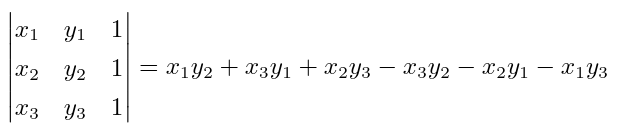 |x₁ y₁ 1|
|x₂ y₂ 1| = x₁y₂ + x₃y₁ + x₂y₃ − x₃y₂ − x₂y₁ − x₁y₃
|x₃ y₃ 1|